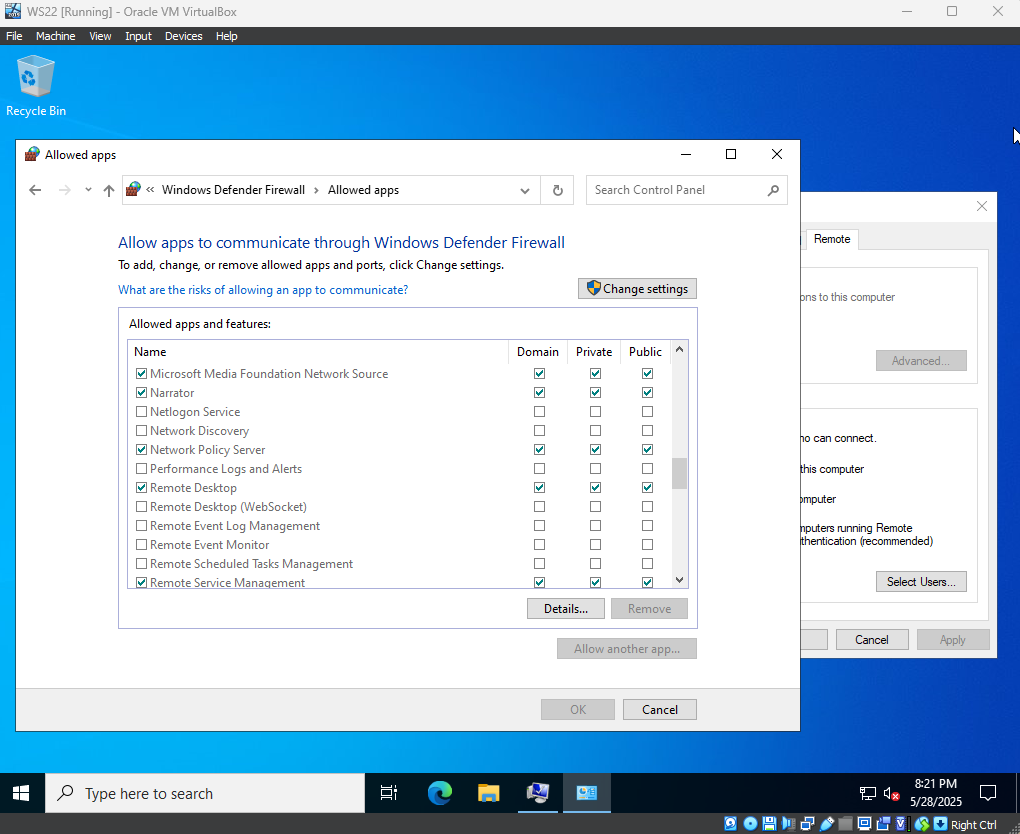 WS22 [Running] - Oracle VM VirtualBox
File Machine View Input Devices Help
Recycle Bin
Allowed apps
« Windows Defender Firewall › Allowed apps
Search Control Panel
Allow apps to communicate through Windows Defender Firewall
To add, change, or remove allowed apps and ports, click Change settings.
What are the risks of allowing an app to communicate?
Change settings
Allowed apps and features:
Name Domain Private Public
Microsoft Media Foundation Network Source
Narrator
Netlogon Service
Network Discovery
Network Policy Server
Performance Logs and Alerts
Remote Desktop
Remote Desktop (WebSocket)
Remote Event Log Management
Remote Event Monitor
Remote Scheduled Tasks Management
Remote Service Management
Details... Remove
Allow another app...
OK Cancel
Remote
ons to this computer
Advanced...
ho can connect.
this computer
omputer
mputers running Remote
thentication (recommended)
Select Users...
Cancel Apply
Type here to search
8:21 PM
5/28/2025
Right Ctrl